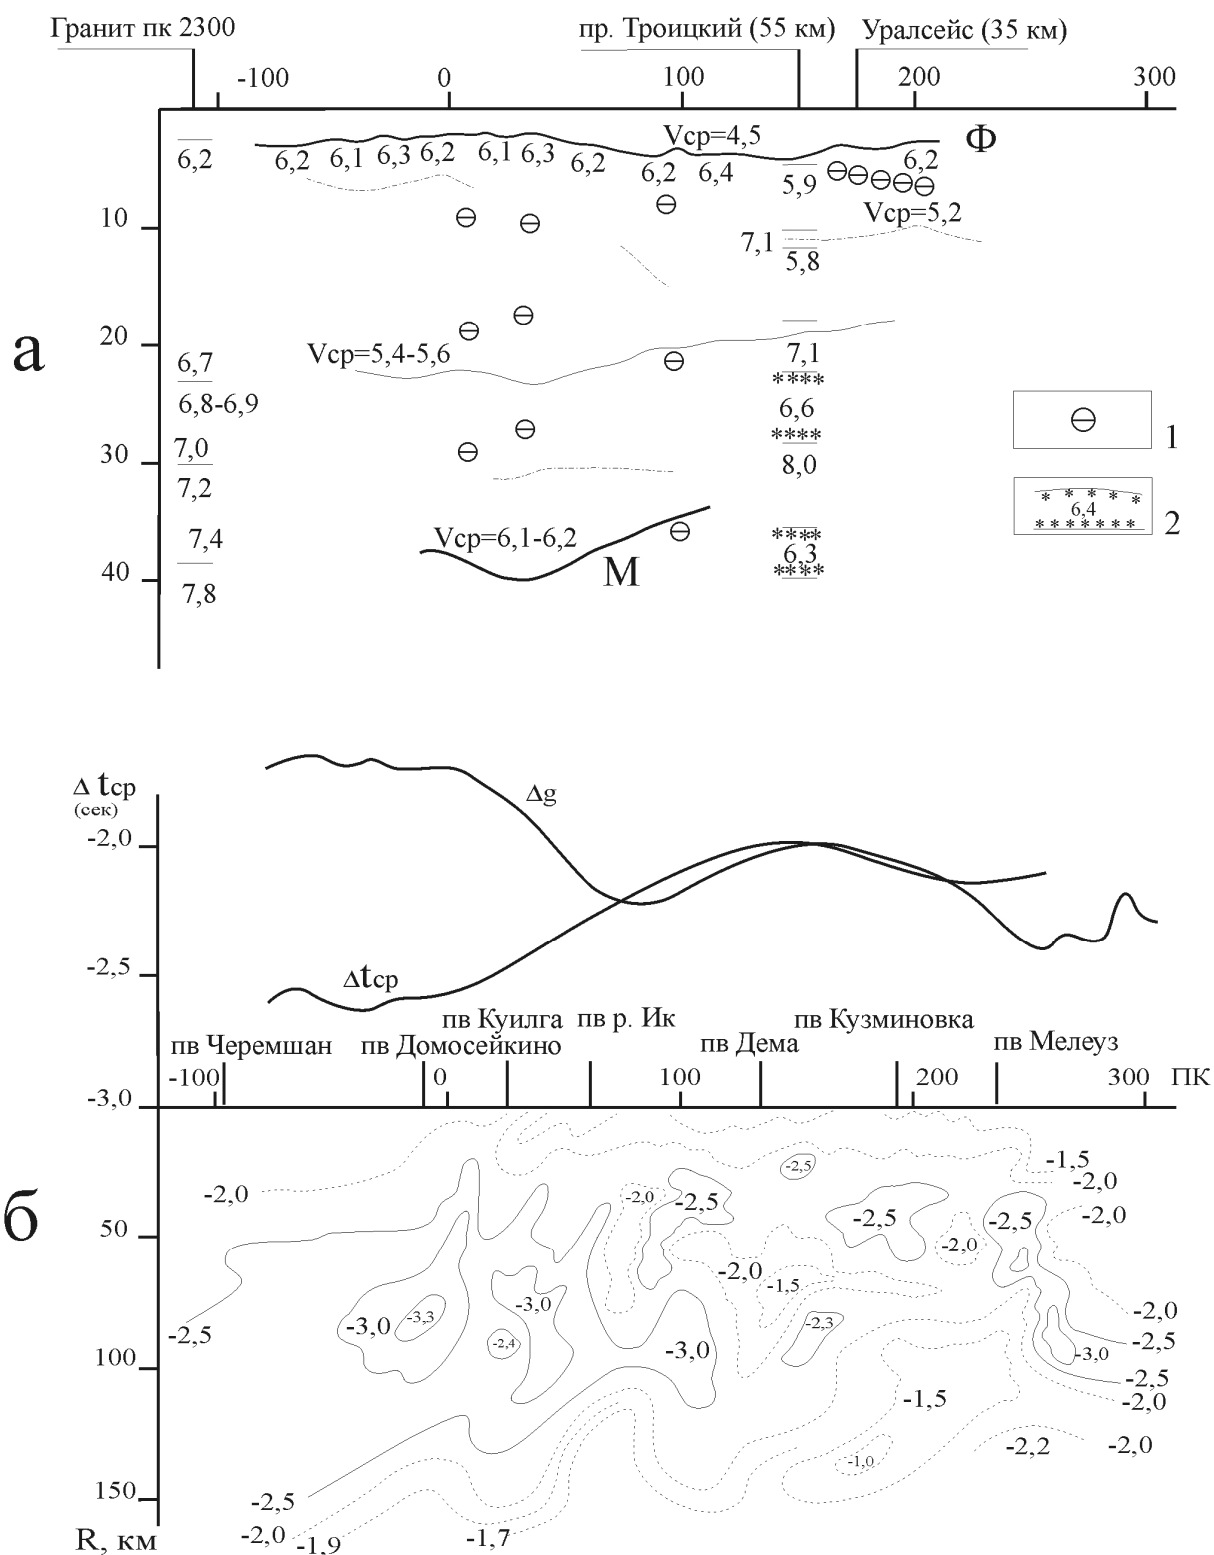 Гранит пк 2300 пр. Троицкий (55 км) Уралсейс (35 км)
-100 0 100 200 300
Vср=4,5 Ф
6,2 6,2 6,1 6,3 6,2 6,1 6,3 6,2 6,2 6,4 5,9 6,2
10 Vср=5,2
7,1 5,8
а
20 Vср=5,4-5,6 7,1
6,7 ****
6,8-6,9 6,6
**** 1
7,0
30 8,0
7,2 * * * * *
6,4
******* 2
7,4 Vср=6,1-6,2 ****
М 6,3
****
40
7,8
Δ tср
(сек)
Δg
-2,0
-2,5
Δtср
пв Куилга пв р. Ик пв Кузминовка
пв Черемшан пв Домосейкино пв Дема пв Мелеуз
-100 0 100 200 300 ПК
-3,0
б
-2,0 -2,0 -2,5 -2,5 -1,5
-2,0
50 -2,5 -2,5 -2,0
-2,0
-2,0 -1,5
-2,5 -3,0 -3,3 -3,0 -2,3 -2,0
-2,4 -3,0 -2,5
-3,0
100 -2,5
-1,5 -2,0
-2,2 -2,0
-1,0
150 -2,5
R, км -2,0 -1,9 -1,7